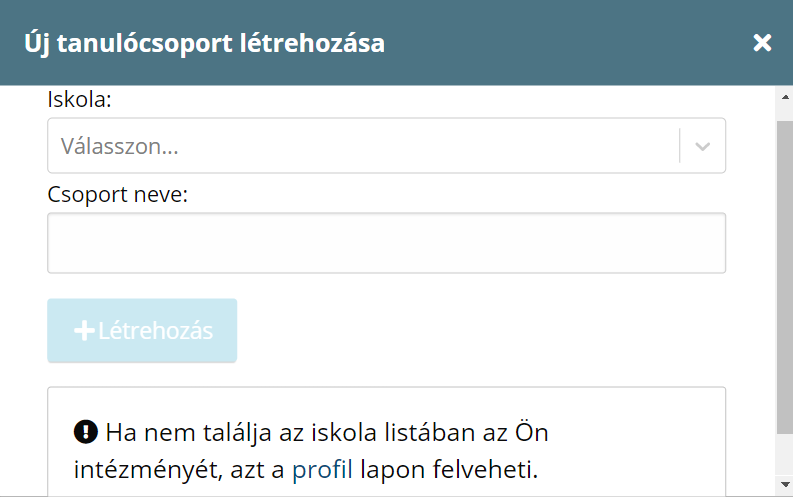 Új tanulócsoport létrehozása
Iskola:
Válasszon...
Csoport neve:
Létrehozás
Ha nem találja az iskola listában az Ön
intézményét, azt a profil lapon felveheti.